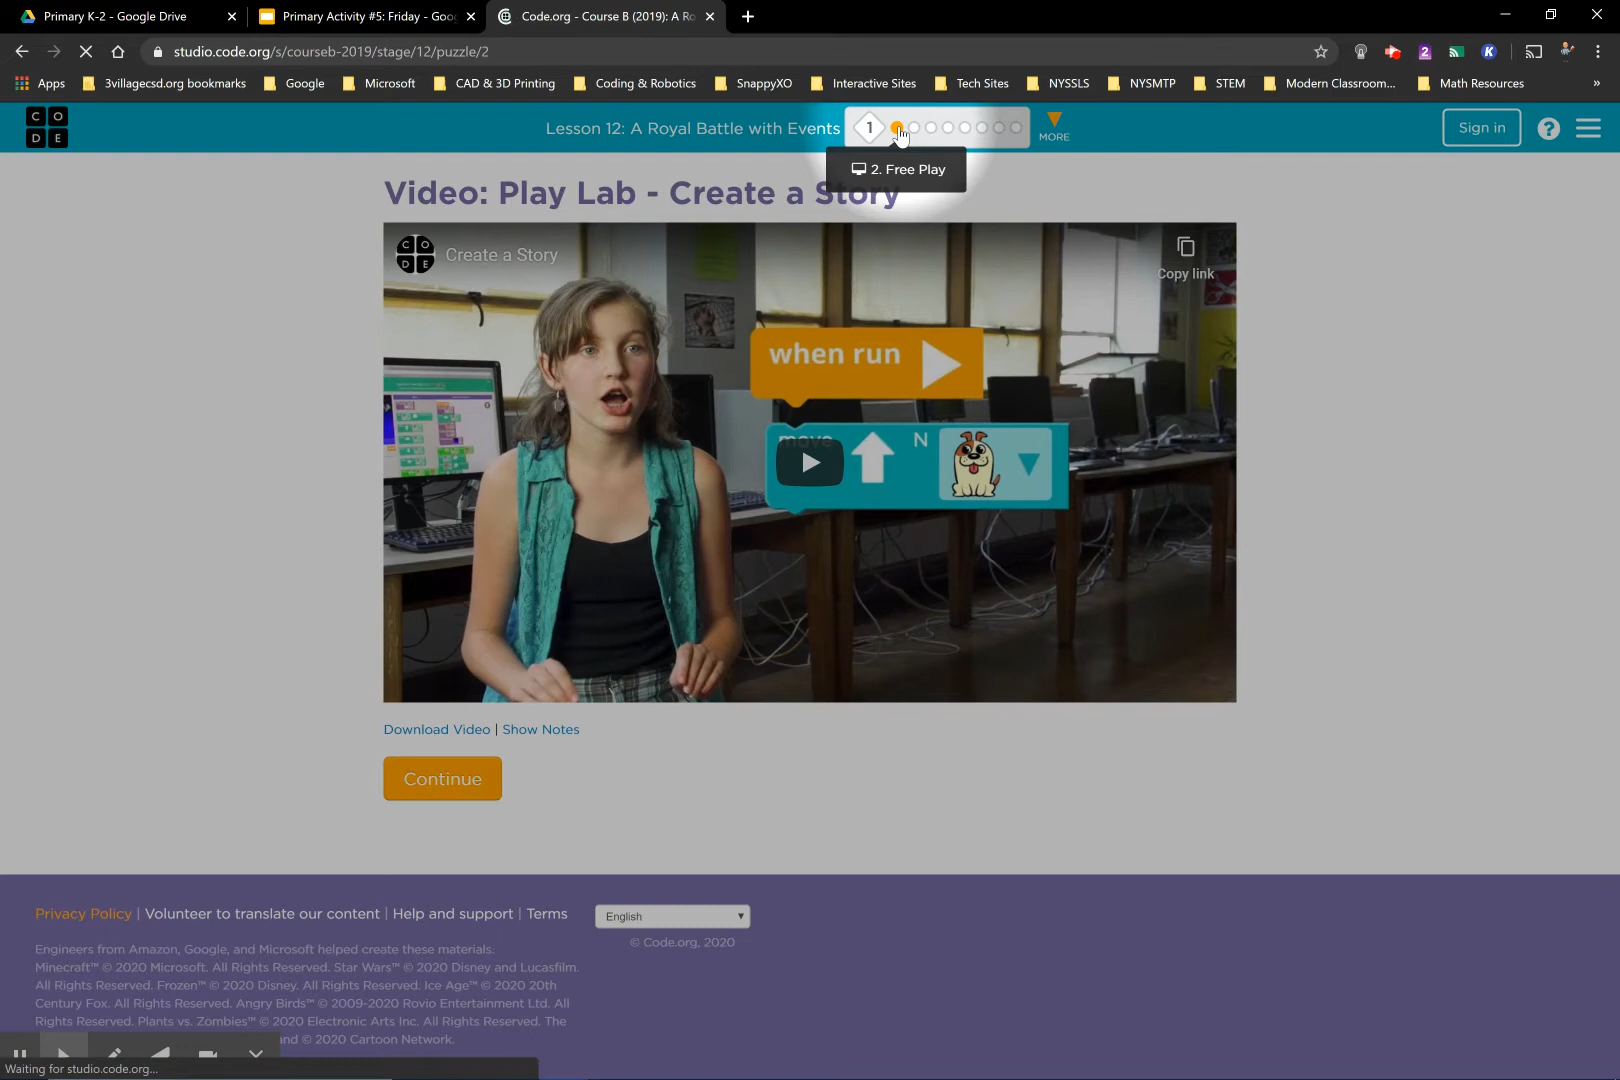 Primary K-2 - Google Drive
Primary Activity #5: Friday - Goo
Code.org - Course B (2019): A Ro
studio.code.org/s/courseb-2019/stage/12/puzzle/2
Apps 3villagecsd.org bookmarks Google Microsoft CAD & 3D Printing Coding & Robotics SnappyXO Interactive Sites Tech Sites NYSSLS NYSMTP STEM Modern Classroom... Math Resources »
C O
D E
Lesson 12: A Royal Battle with Events
1
MORE
Sign in
?
2. Free Play
Video: Play Lab - Create a Story
C O
D E
Create a Story
Copy link
when run
move N
Download Video | Show Notes
Continue
Privacy Policy | Volunteer to translate our content | Help and support | Terms
English
© Code.org, 2020
Engineers from Amazon, Google, and Microsoft helped create these materials.
Minecraft™ © 2020 Microsoft. All Rights Reserved. Star Wars™ © 2020 Disney and Lucasfilm.
All Rights Reserved. Frozen™ © 2020 Disney. All Rights Reserved. Ice Age™ © 2020 20th
Century Fox. All Rights Reserved. Angry Birds™ © 2009-2020 Rovio Entertainment Ltd. All
Rights Reserved. Plants vs. Zombies™ © 2020 Electronic Arts Inc. All Rights Reserved. The
and © 2020 Cartoon Network.
Waiting for studio.code.org...